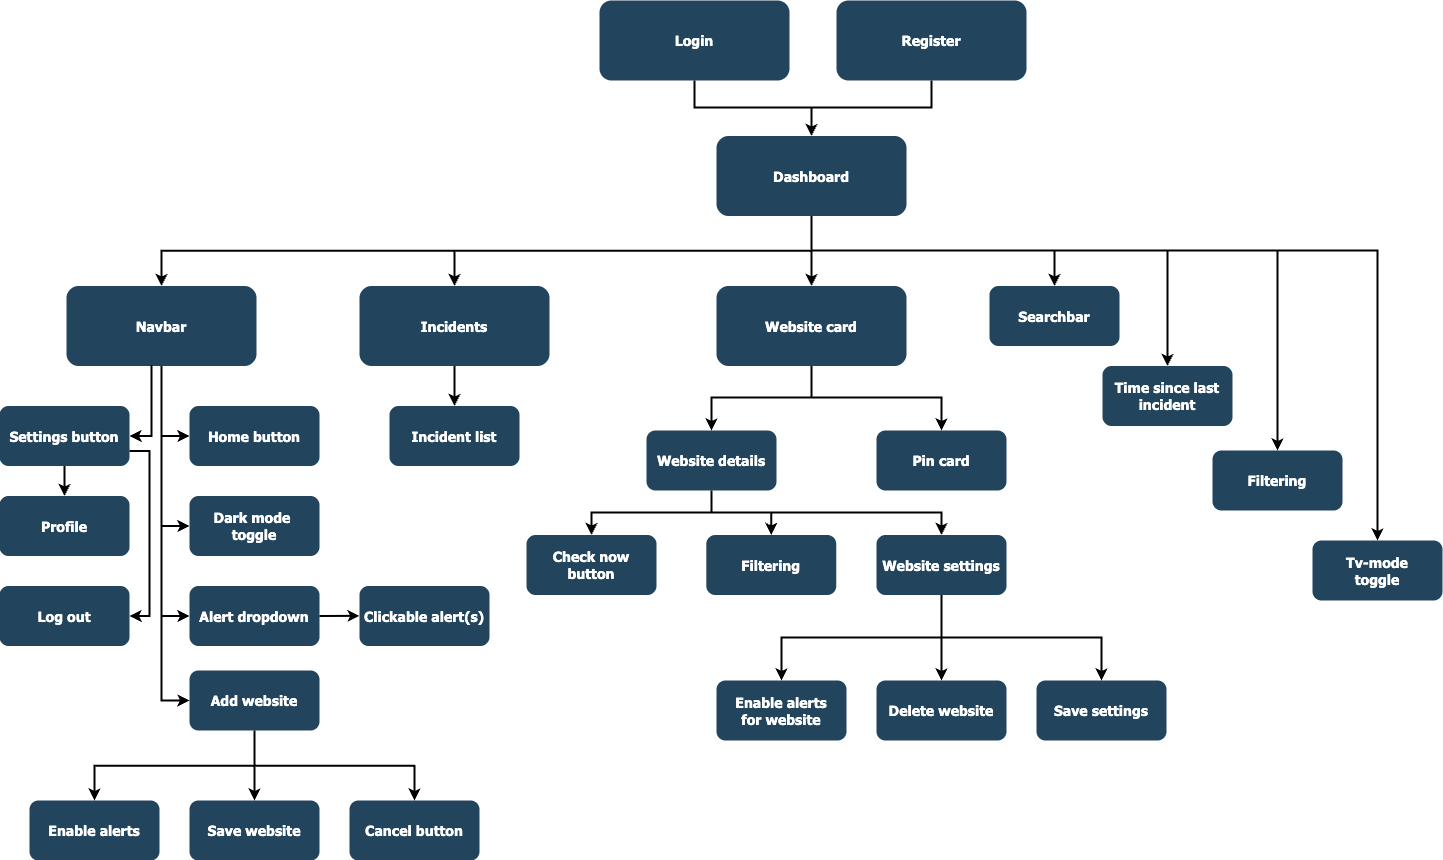 Login
Register
Dashboard
Navbar
Incidents
Website card
Searchbar
Time since last
incident
Settings button
Home button
Incident list
Website details
Pin card
Filtering
Profile
Dark mode
toggle
Check now
button
Filtering
Website settings
Tv-mode
toggle
Log out
Alert dropdown
Clickable alert(s)
Add website
Enable alerts
for website
Delete website
Save settings
Enable alerts
Save website
Cancel button